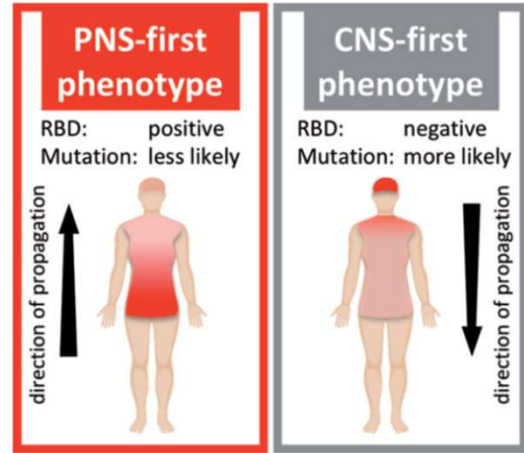 PNS-first
phenotype
RBD: positive
Mutation: less likely
direction of propagation
CNS-first
phenotype
RBD: negative
Mutation: more likely
direction of propagation